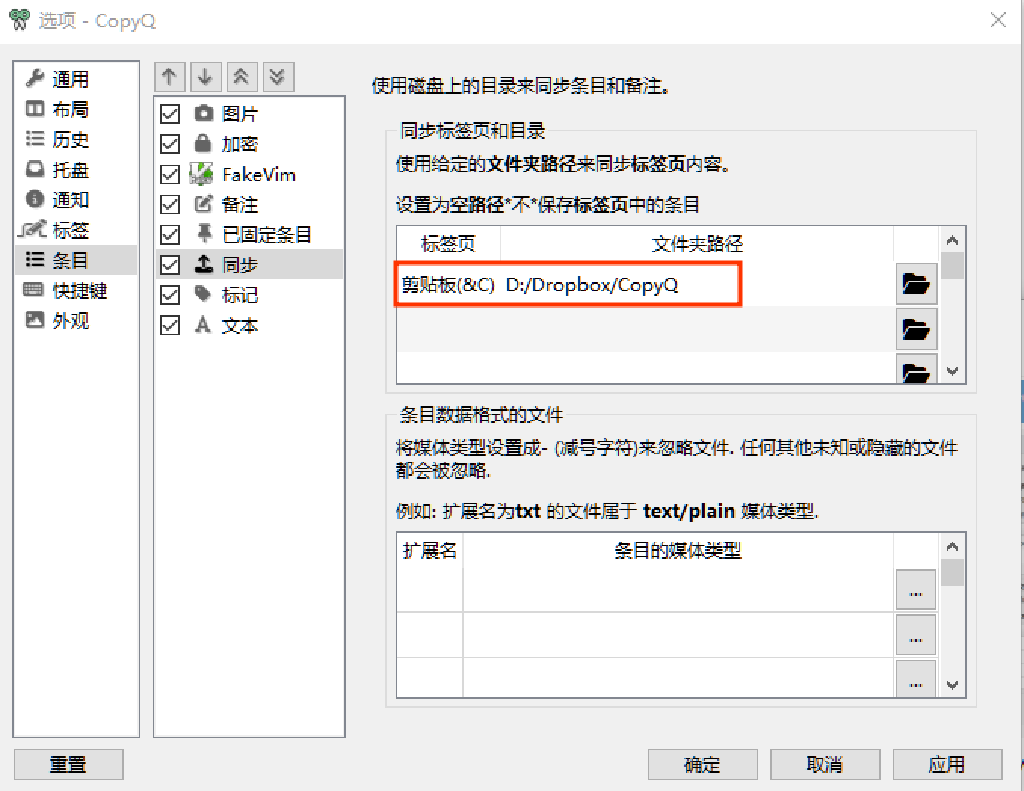 选项 - CopyQ
通用
布局
历史
托盘
通知
标签
条目
快捷键
外观
图片
加密
FakeVim
备注
已固定条目
同步
标记
文本
使用磁盘上的目录来同步条目和备注。
同步标签页和目录
使用给定的文件夹路径来同步标签页内容。
设置为空路径*不*保存标签页中的条目
标签页 文件夹路径
剪贴板(&C) D:/Dropbox/CopyQ
条目数据格式的文件
将媒体类型设置成- (减号字符)来忽略文件. 任何其他未知或隐藏的文件
都会被忽略.
例如: 扩展名为txt 的文件属于 text/plain 媒体类型.
扩展名 条目的媒体类型
...
...
...
重置 确定 取消 应用